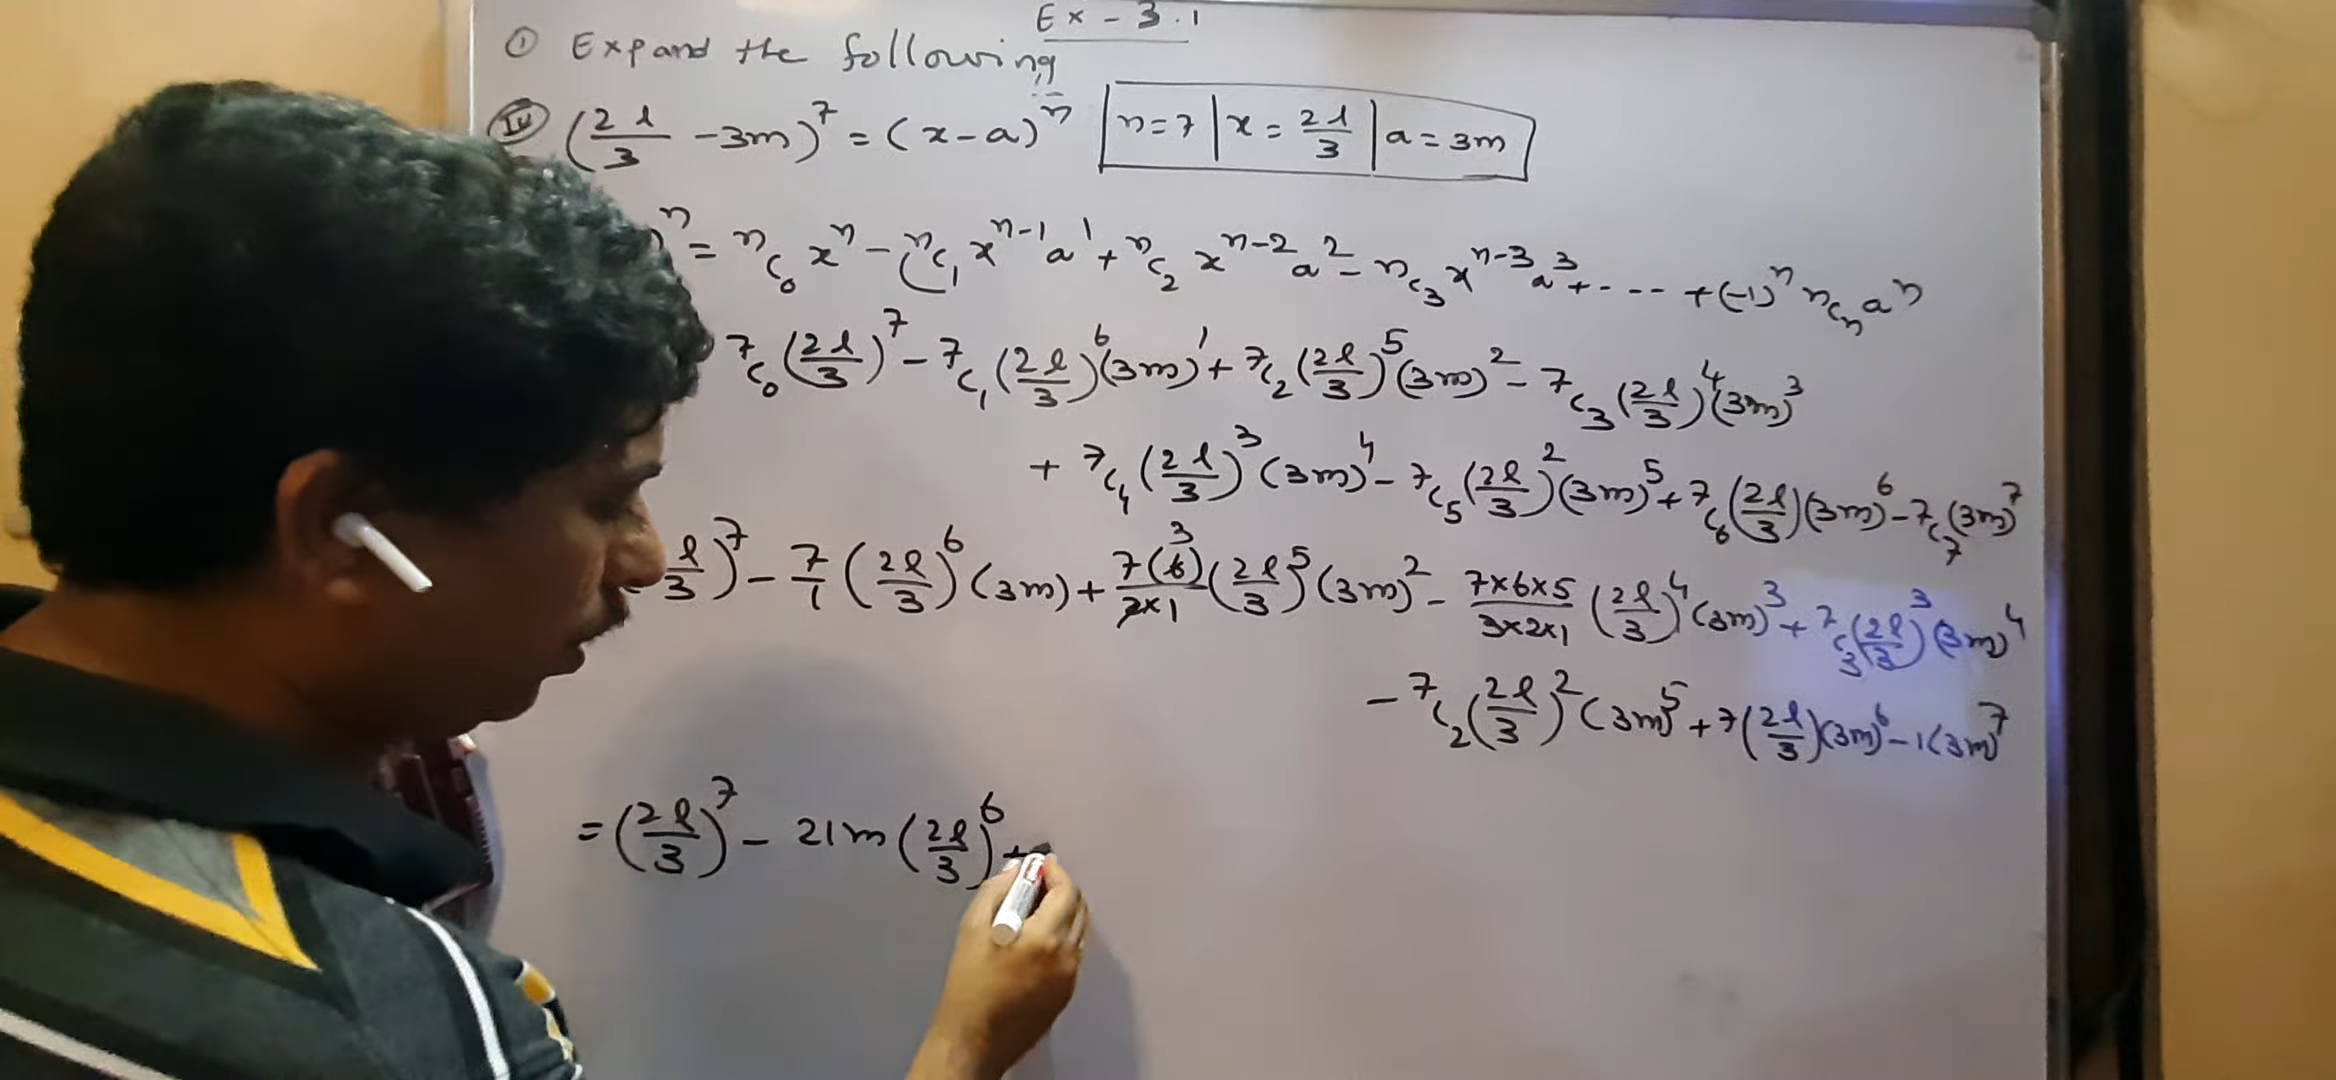 Ex - 3.1
① Expand the following
(iv) (2l/3 - 3m)^7 = (x - a)^n | n = 7 | x = 2l/3 | a = 3m
)^n = nC0 x^n - (nC1 x^(n-1) a^1 + nC2 x^(n-2) a^2 - nC3 x^(n-3) a^3 + .... + (-1)^n nCn a^n
7C0 (2l/3)^7 - 7C1 (2l/3)^6 (3m)^1 + 7C2 (2l/3)^5 (3m)^2 - 7C3 (2l/3)^4 (3m)^3
+ 7C4 (2l/3)^3 (3m)^4 - 7C5 (2l/3)^2 (3m)^5 + 7C6 (2l/3) (3m)^6 - 7C7 (3m)^7
l/3)^7 - 7/1 (2l/3)^6 (3m) + 7(6)^3/2×1 (2l/3)^5 (3m)^2 - 7×6×5/3×2×1 (2l/3)^4 (3m)^3 + 7C3 (2l/3)^3 (3m)^4
- 7C2 (2l/3)^2 (3m)^5 + 7 (2l/3) (3m)^6 - 1 (3m)^7
= (2l/3)^7 - 21m (2l/3)^6 +